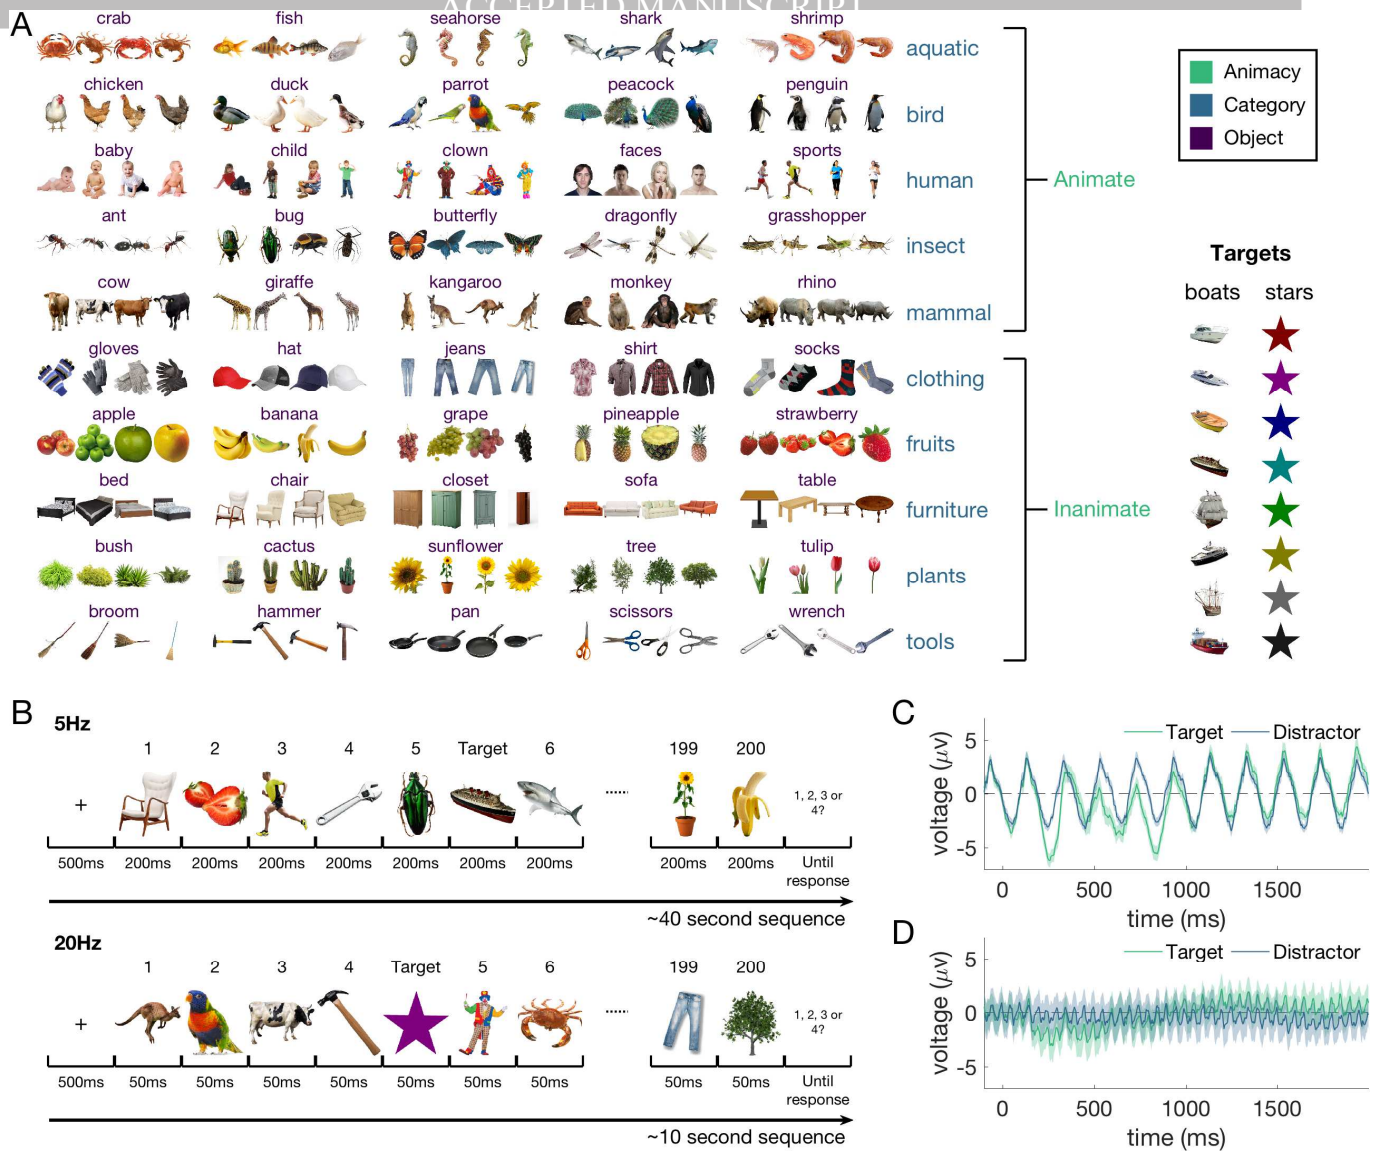 ACCEPTED MANUSCRIPT
A
crab fish seahorse shark shrimp
aquatic
chicken duck parrot peacock penguin
bird
baby child clown faces sports
human
ant bug butterfly dragonfly grasshopper
insect
cow giraffe kangaroo monkey rhino
mammal
gloves hat jeans shirt socks
clothing
apple banana grape pineapple strawberry
fruits
bed chair closet sofa table
furniture
bush cactus sunflower tree tulip
plants
broom hammer pan scissors wrench
tools
Animate
Inanimate
Animacy
Category
Object
Targets
boats stars
B
5Hz
1 2 3 4 5 Target 6 199 200
+ ...... 1, 2, 3 or
4?
500ms 200ms 200ms 200ms 200ms 200ms 200ms 200ms 200ms 200ms Until
response
~40 second sequence
20Hz
1 2 3 4 Target 5 6 199 200
+ ...... 1, 2, 3 or
4?
500ms 50ms 50ms 50ms 50ms 50ms 50ms 50ms 50ms 50ms Until
response
~10 second sequence
C
Target Distractor
voltage (μv)
5
0
-5
0 500 1000 1500
time (ms)
D
Target Distractor
voltage (μv)
5
0
-5
0 500 1000 1500
time (ms)